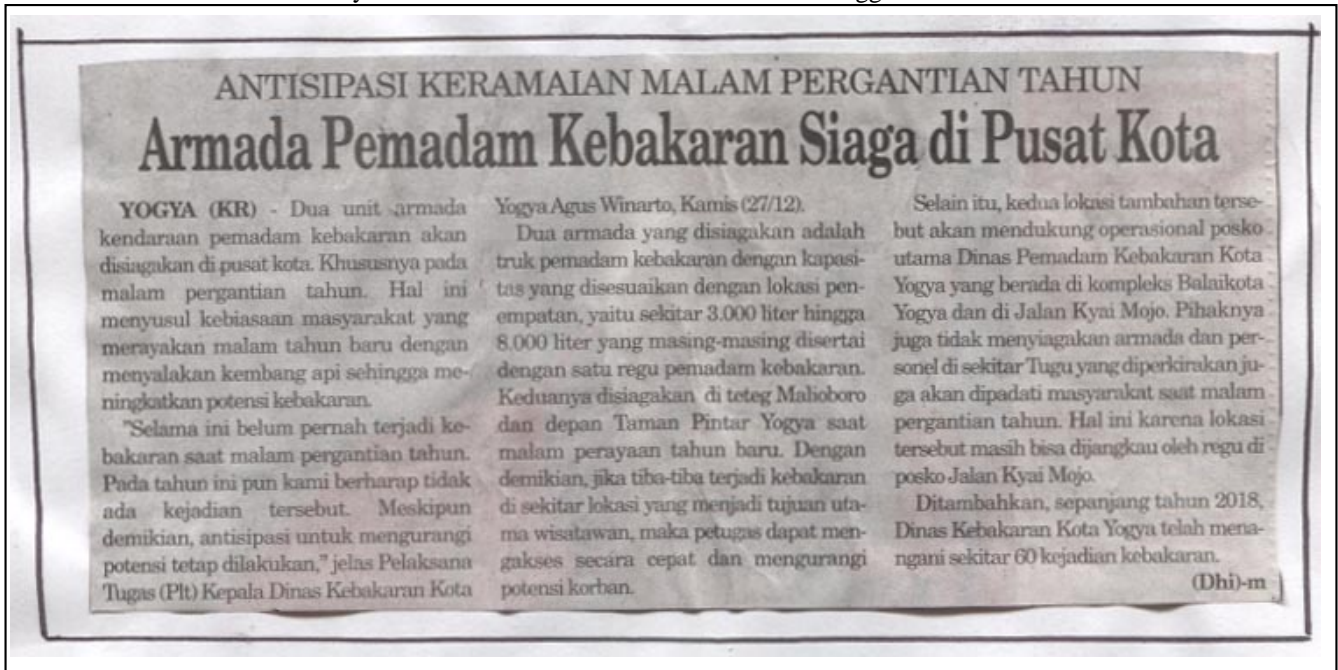 ANTISIPASI KERAMAIAN MALAM PERGANTIAN TAHUN
Armada Pemadam Kebakaran Siaga di Pusat Kota
YOGYA (KR) - Dua unit armada
kendaraan pemadam kebakaran akan
disiagakan di pusat kota. Khususnya pada
malam pergantian tahun. Hal ini
menyusul kebiasaan masyarakat yang
merayakan malam tahun baru dengan
menyalakan kembang api sehingga me-
ningkatkan potensi kebakaran.
"Selama ini belum pernah terjadi ke-
bakaran saat malam pergantian tahun.
Pada tahun ini pun kami berharap tidak
ada kejadian tersebut. Meskipun
demikian, antisipasi untuk mengurangi
potensi tetap dilakukan," jelas Pelaksana
Tugas (Plt) Kepala Dinas Kebakaran Kota
Yogya Agus Winarto, Kamis (27/12).
Dua armada yang disiagakan adalah
truk pemadam kebakaran dengan kapasi-
tas yang disesuaikan dengan lokasi pen-
empatan, yaitu sekitar 3.000 liter hingga
8.000 liter yang masing-masing disertai
dengan satu regu pemadam kebakaran.
Keduanya disiagakan di teteg Malioboro
dan depan Taman Pintar Yogya saat
malam perayaan tahun baru. Dengan
demikian, jika tiba-tiba terjadi kebakaran
di sekitar lokasi yang menjadi tujuan uta-
ma wisatawan, maka petugas dapat men-
gakses secara cepat dan mengurangi
potensi korban.
Selain itu, kedua lokasi tambahan terse-
but akan mendukung operasional posko
utama Dinas Pemadam Kebakaran Kota
Yogya yang berada di kompleks Balaikota
Yogya dan di Jalan Kyai Mojo. Pihaknya
juga tidak menyiagakan armada dan per-
sonel di sekitar Tugu yang diperkirakan ju-
ga akan dipadati masyarakat saat malam
pergantian tahun. Hal ini karena lokasi
tersebut masih bisa dijangkau oleh regu di
posko Jalan Kyai Mojo.
Ditambahkan, sepanjang tahun 2018,
Dinas Kebakaran Kota Yogya telah mena-
ngani sekitar 60 kejadian kebakaran.
(Dhi)-m